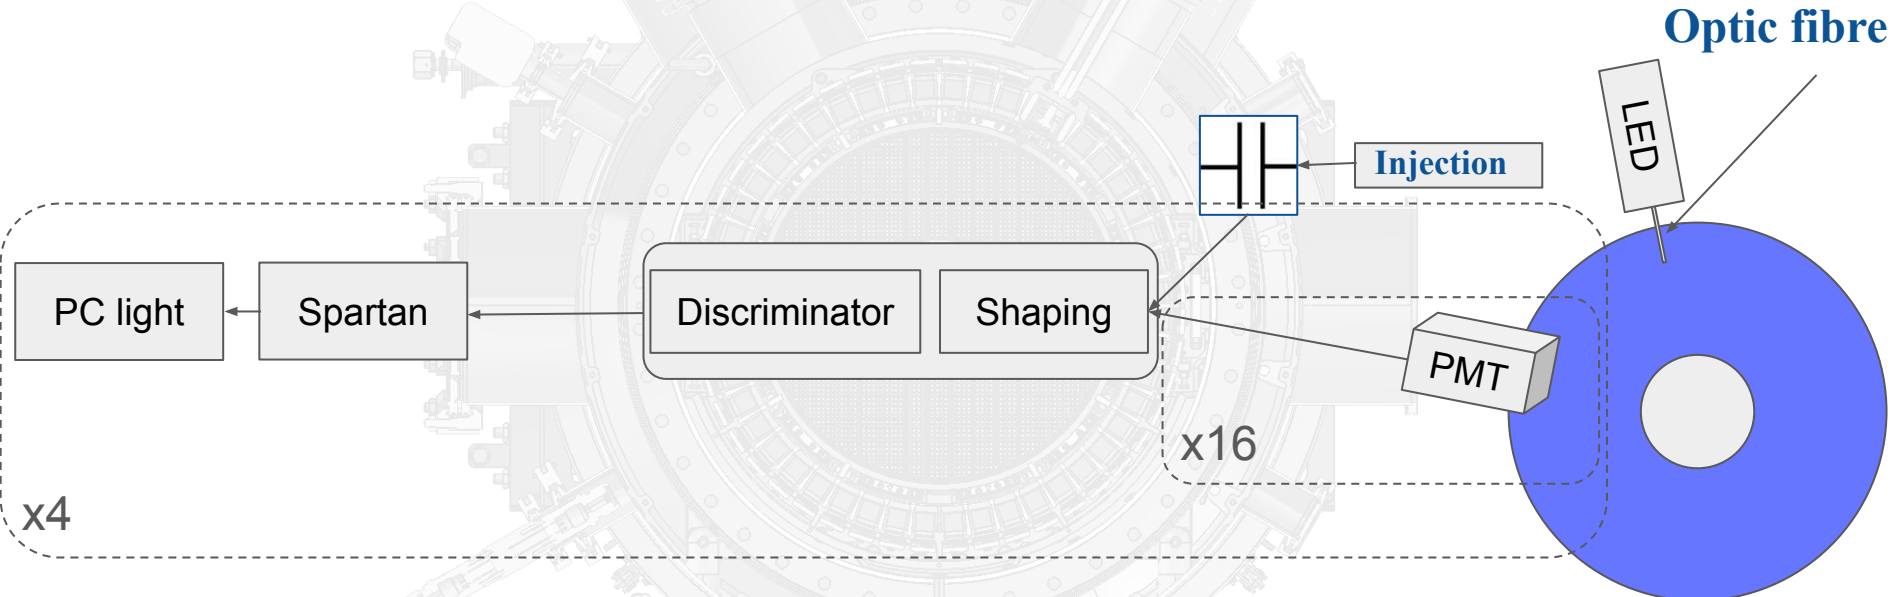 Optic fibre
LED
Injection
PC light
Spartan
Discriminator
Shaping
PMT
x16
x4